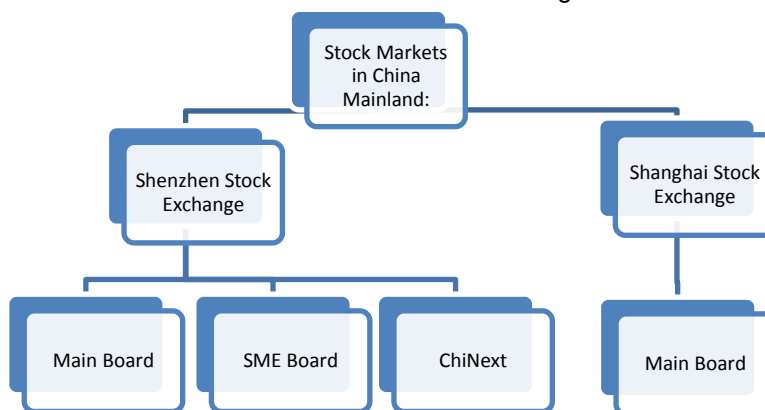 Stock Markets
in China
Mainland:
Shenzhen Stock
Exchange
Shanghai Stock
Exchange
Main Board
SME Board
ChiNext
Main Board